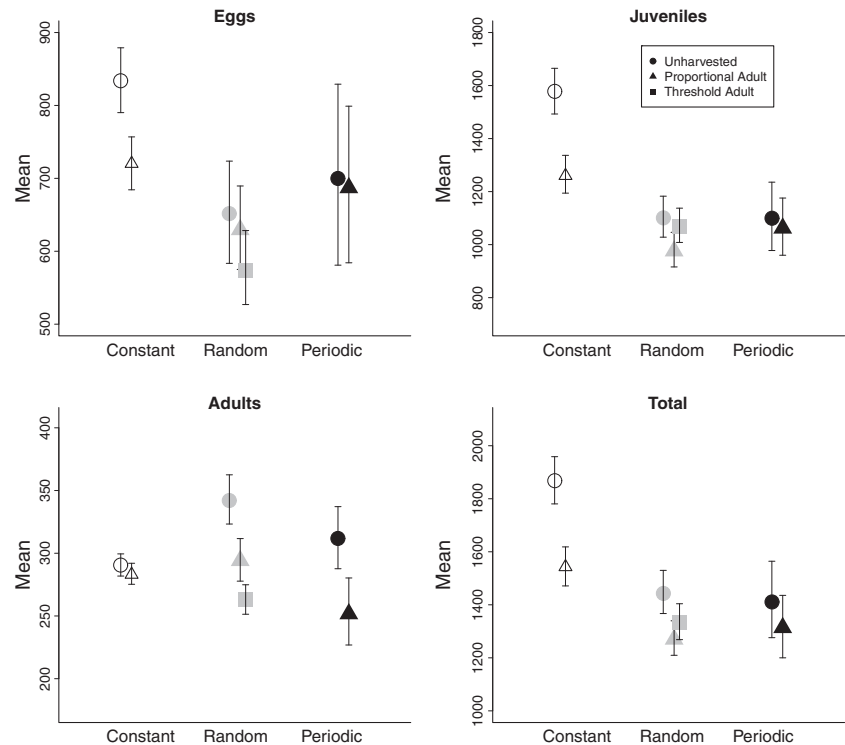 Eggs
Mean
900
800
700
600
500
Constant Random Periodic
Juveniles
Mean
1800
1600
1400
1200
1000
800
Unharvested
Proportional Adult
Threshold Adult
Constant Random Periodic
Adults
Mean
400
350
300
250
200
Constant Random Periodic
Total
Mean
2000
1800
1600
1400
1200
1000
Constant Random Periodic